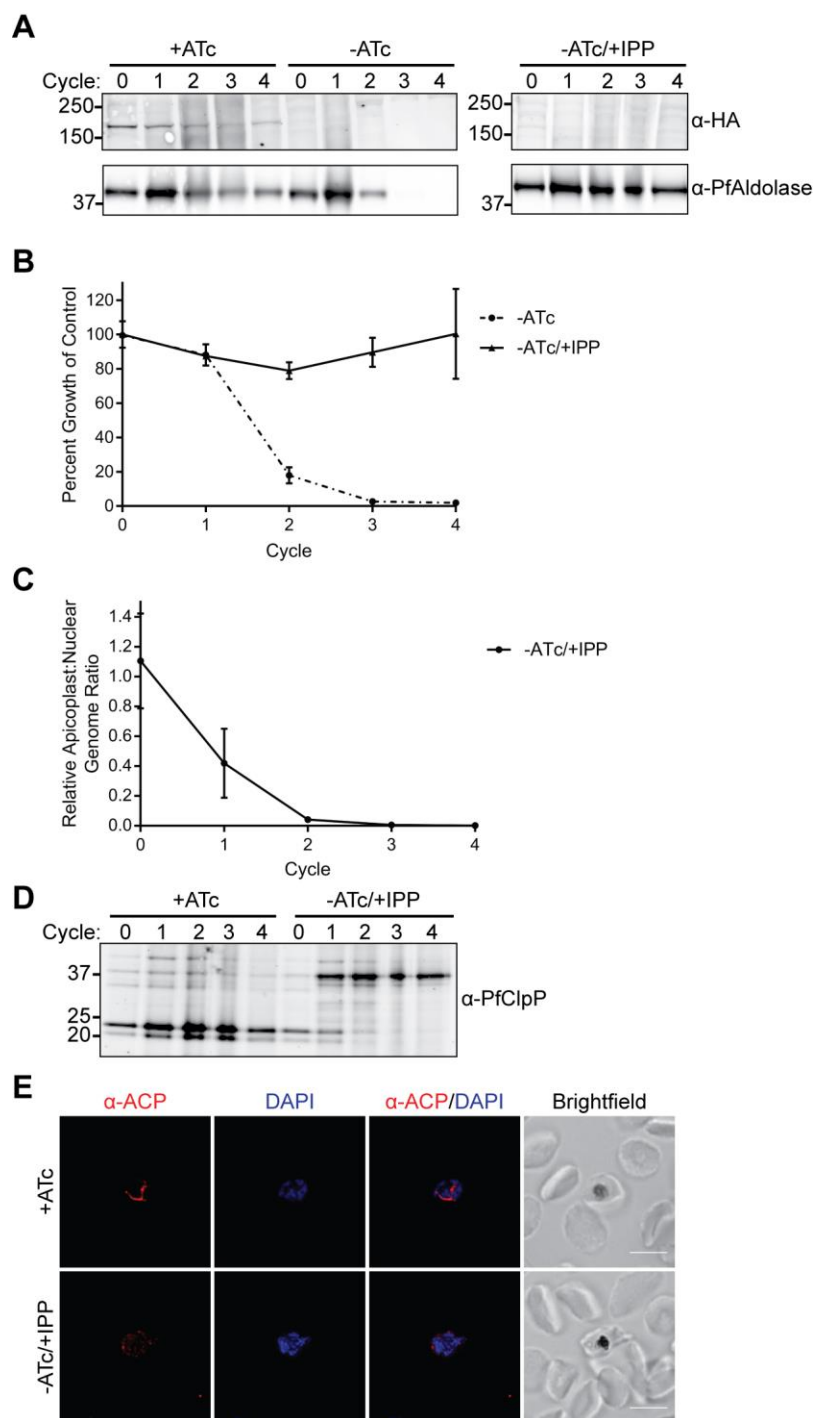 A
+ATc -ATc -ATc/+IPP
Cycle: 0 1 2 3 4 0 1 2 3 4 0 1 2 3 4
250
150
250
150
α-HA
37
37
α-PfAldolase
B
120
100
80
60
40
20
0
0 1 2 3 4
Percent Growth of Control
Cycle
-ATc
-ATc/+IPP
C
1.4
1.2
1.0
0.8
0.6
0.4
0.2
0.0
0 1 2 3 4
Relative Apicoplast:Nuclear
Genome Ratio
Cycle
-ATc/+IPP
D
+ATc -ATc/+IPP
Cycle: 0 1 2 3 4 0 1 2 3 4
37
25
20
α-PfClpP
E
α-ACP DAPI α-ACP/DAPI Brightfield
+ATc
-ATc/+IPP